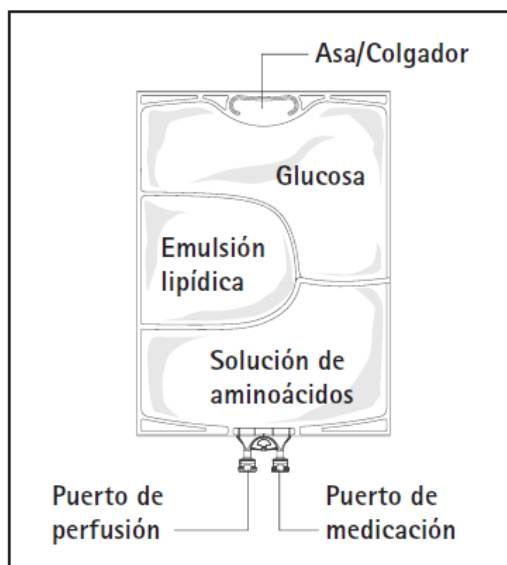 Asa/Colgador
Glucosa
Emulsión
lipídica
Solución de
aminoácidos
Puerto de
perfusión
Puerto de
medicación